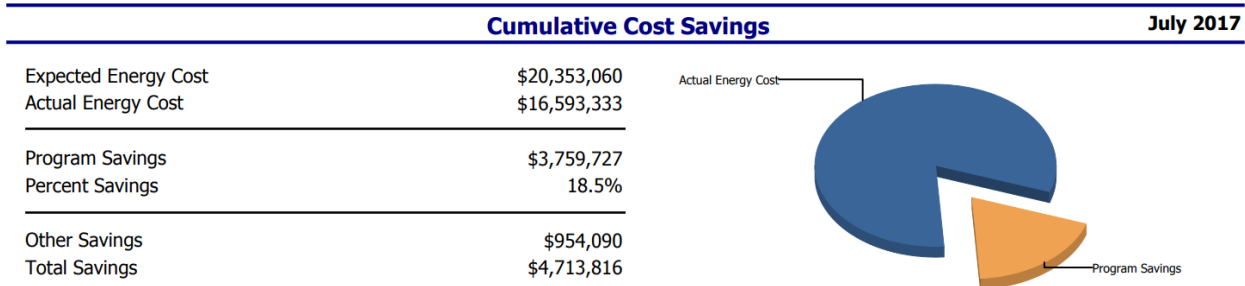 Cumulative Cost Savings July 2017
Expected Energy Cost $20,353,060
Actual Energy Cost $16,593,333
Program Savings $3,759,727
Percent Savings 18.5%
Other Savings $954,090
Total Savings $4,713,816
Actual Energy Cost
Program Savings